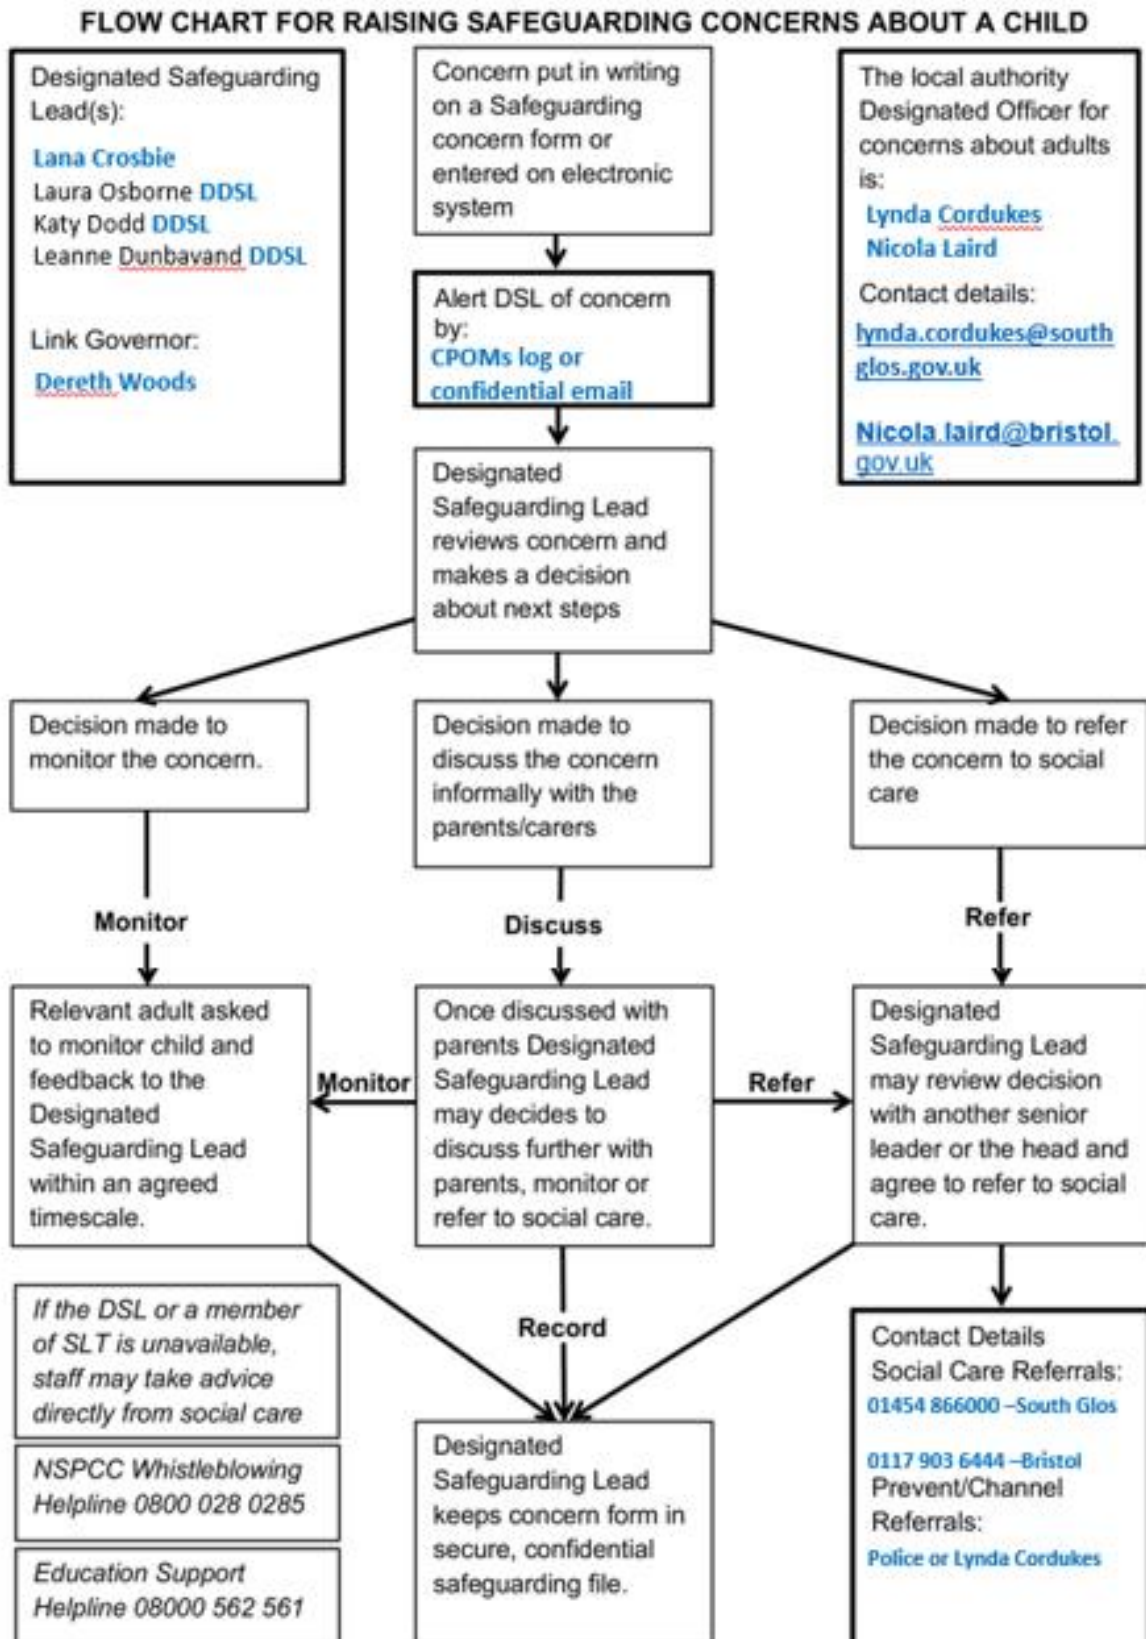 FLOW CHART FOR RAISING SAFEGUARDING CONCERNS ABOUT A CHILD
Designated Safeguarding
Lead(s):
Lana Crosbie
Laura Osborne DDSL
Katy Dodd DDSL
Leanne Dunbavand DDSL
Link Governor:
Dereth Woods
Concern put in writing
on a Safeguarding
concern form or
entered on electronic
system
The local authority
Designated Officer for
concerns about adults
is:
Lynda Cordukes
Nicola Laird
Contact details:
lynda.cordukes@south
glos.gov.uk
Nicola.laird@bristol.
gov.uk
Alert DSL of concern
by:
CPOMs log or
confidential email
Designated
Safeguarding Lead
reviews concern and
makes a decision
about next steps
Decision made to
monitor the concern.
Decision made to
discuss the concern
informally with the
parents/carers
Decision made to refer
the concern to social
care
Monitor
Discuss
Refer
Relevant adult asked
to monitor child and
feedback to the
Designated
Safeguarding Lead
within an agreed
timescale.
Monitor
Once discussed with
parents Designated
Safeguarding Lead
may decides to
discuss further with
parents, monitor or
refer to social care.
Refer
Designated
Safeguarding Lead
may review decision
with another senior
leader or the head and
agree to refer to social
care.
If the DSL or a member
of SLT is unavailable,
staff may take advice
directly from social care
NSPCC Whistleblowing
Helpline 0800 028 0285
Education Support
Helpline 08000 562 561
Record
Designated
Safeguarding Lead
keeps concern form in
secure, confidential
safeguarding file.
Contact Details
Social Care Referrals:
01454 866000 –South Glos
0117 903 6444 –Bristol
Prevent/Channel
Referrals:
Police or Lynda Cordukes